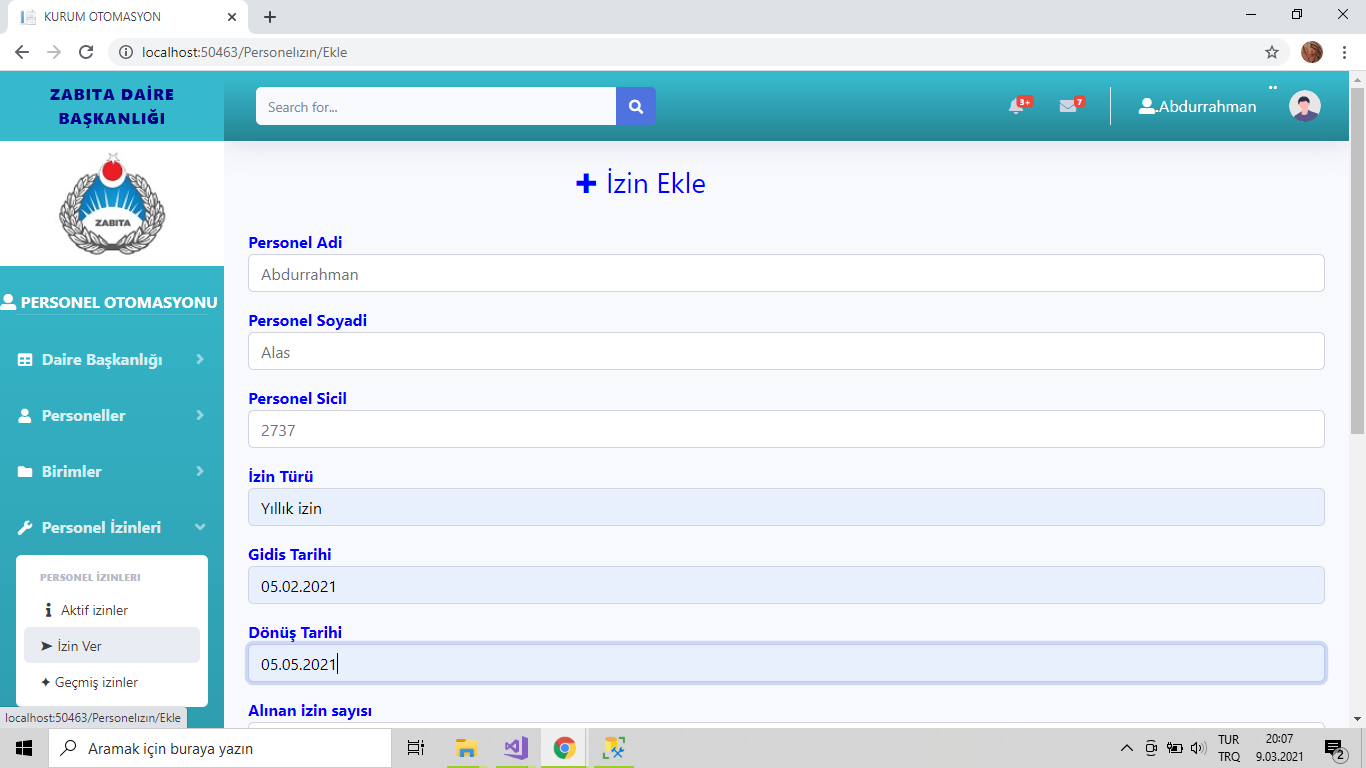 KURUM OTOMASYON
localhost:50463/Personelızın/Ekle
ZABITA DAİRE
BAŞKANLIĞI
Search for...
3+
7
Abdurrahman
ZABITA
İzin Ekle
Personel Adi
Abdurrahman
Personel Soyadi
Alas
Personel Sicil
2737
İzin Türü
Yıllık izin
Gidis Tarihi
05.02.2021
Dönüş Tarihi
05.05.2021
Alınan izin sayısı
PERSONEL OTOMASYONU
Daire Başkanlığı
Personeller
Birimler
Personel İzinleri
PERSONEL İZINLERI
Aktif izinler
İzin Ver
Geçmiş izinler
localhost:50463/Personelızın/Ekle
Aramak için buraya yazın
TUR
TRQ
20:07
9.03.2021
2